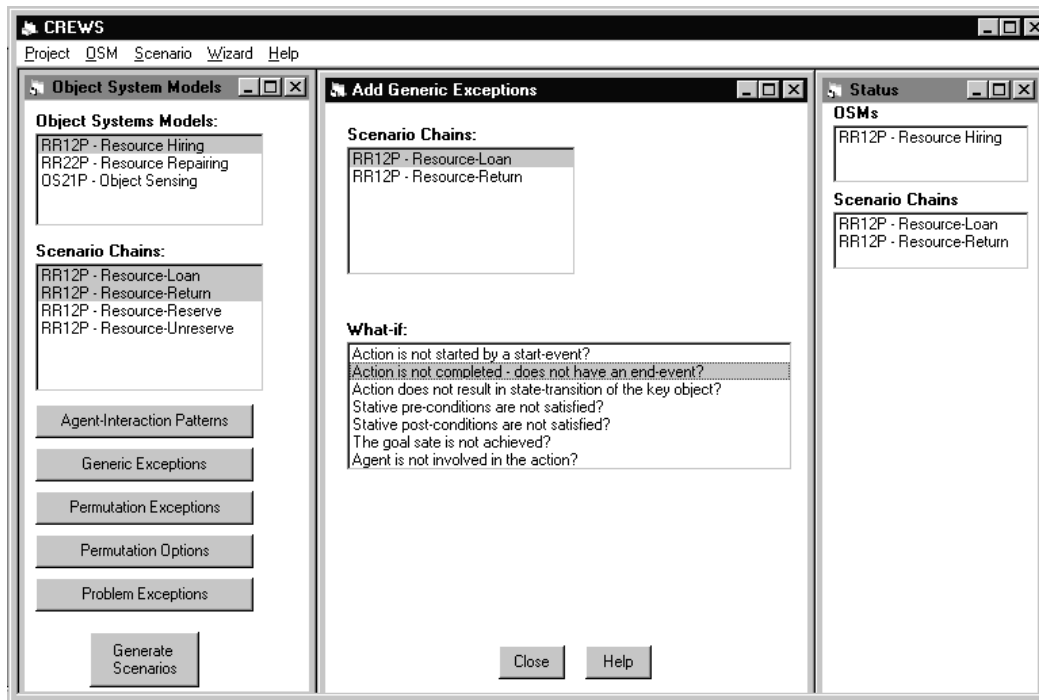 CREWS
Project OSM Scenario Wizard Help
Object System Models
Object Systems Models:
RR12P - Resource Hiring
RR22P - Resource Repairing
OS21P - Object Sensing
Scenario Chains:
RR12P - Resource-Loan
RR12P - Resource-Return
RR12P - Resource-Reserve
RR12P - Resource-Unreserve
Agent-Interaction Patterns
Generic Exceptions
Permutation Exceptions
Permutation Options
Problem Exceptions
Generate
Scenarios
Add Generic Exceptions
Scenario Chains:
RR12P - Resource-Loan
RR12P - Resource-Return
What-if:
Action is not started by a start-event?
Action is not completed - does not have an end-event?
Action does not result in state-transition of the key object?
Stative pre-conditions are not satisfied?
Stative post-conditions are not satisfied?
The goal sate is not achieved?
Agent is not involved in the action?
Close
Help
Status
OSMs
RR12P - Resource Hiring
Scenario Chains
RR12P - Resource-Loan
RR12P - Resource-Return